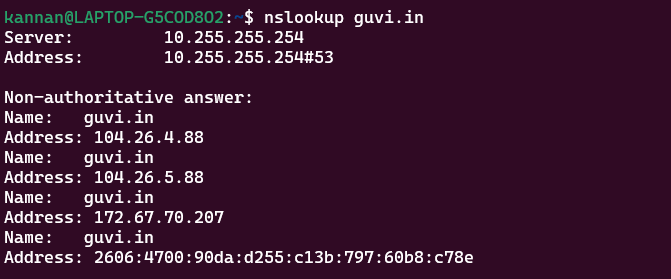 kannan@LAPTOP-G5COD8O2:~$ nslookup guvi.in
Server:         10.255.255.254
Address:        10.255.255.254#53

Non-authoritative answer:
Name:   guvi.in
Address: 104.26.4.88
Name:   guvi.in
Address: 104.26.5.88
Name:   guvi.in
Address: 172.67.70.207
Name:   guvi.in
Address: 2606:4700:90da:d255:c13b:797:60b8:c78e